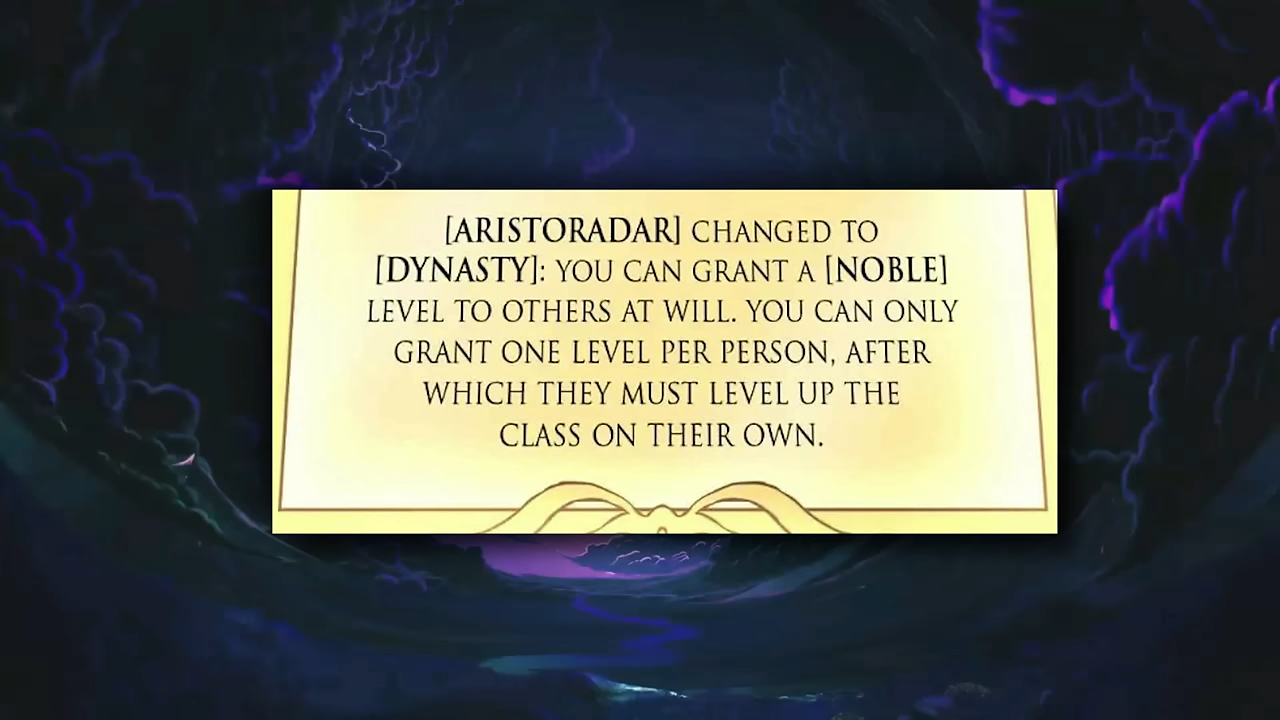 [ARISTORADAR] CHANGED TO
[DYNASTY]: YOU CAN GRANT A [NOBLE]
LEVEL TO OTHERS AT WILL. YOU CAN ONLY
GRANT ONE LEVEL PER PERSON, AFTER
WHICH THEY MUST LEVEL UP THE
CLASS ON THEIR OWN.